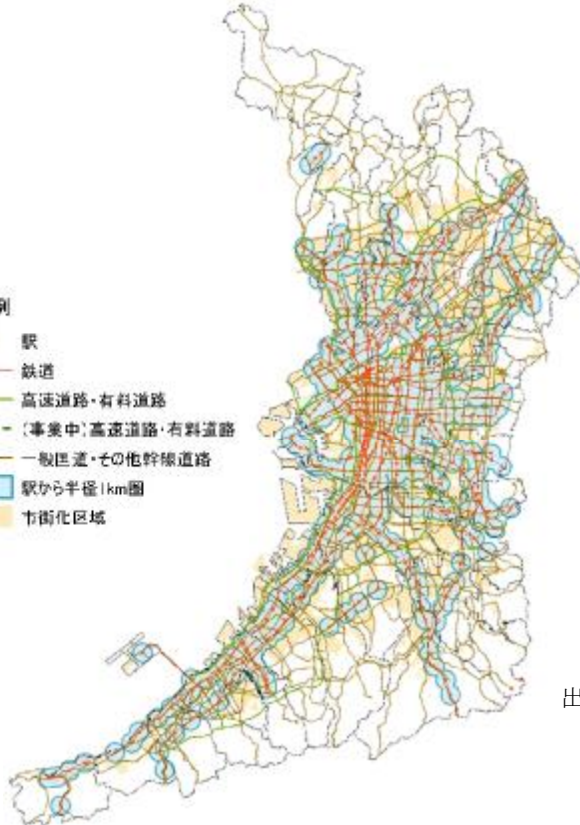 例
駅
鉄道
高速道路・有料道路
(事業中)高速道路・有料道路
一般国道・その他幹線道路
駅から半径1km圏
市街化区域
出